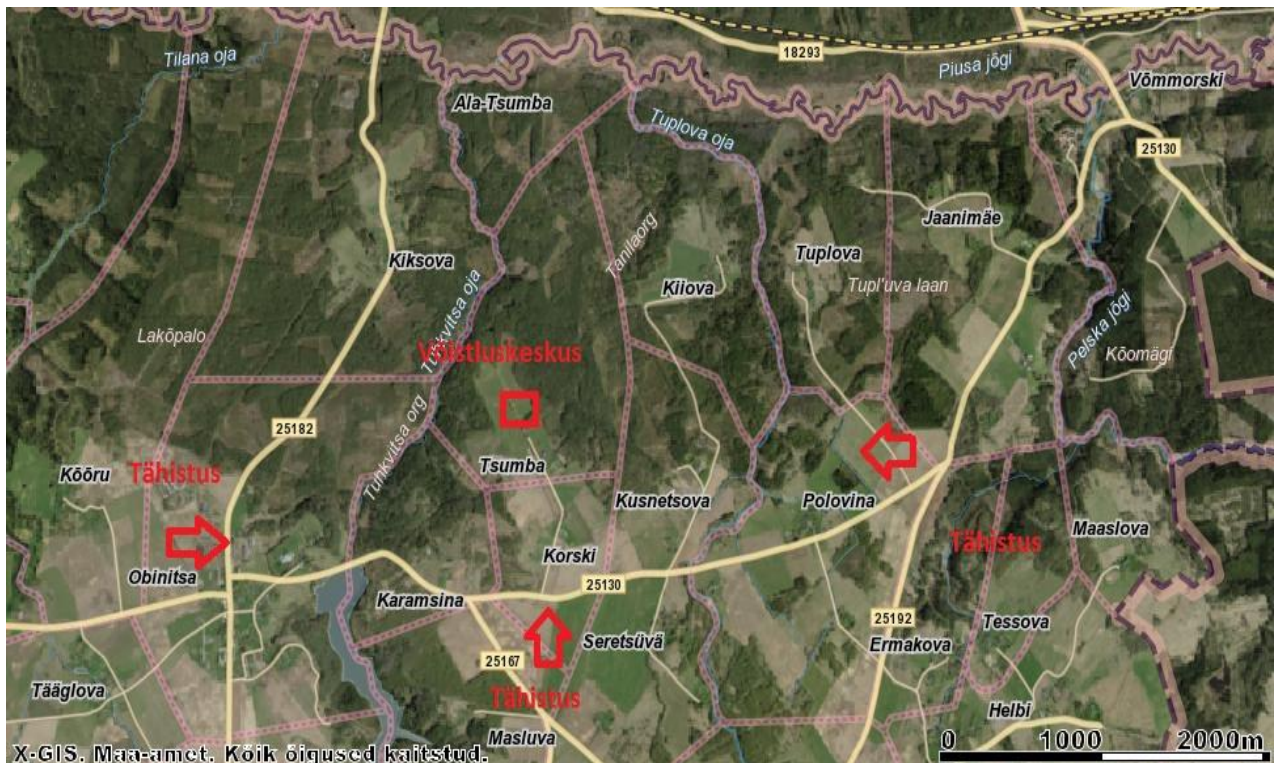 18293
Tilana oja
Piusa jõgi
Võmmorski
Ala-Tsumba
Tuplova oja
25130
Jaanimäe
Tuplova
Kiksova
Tanilaorg
Kiiova
Tupl'uva laan
Tuhkvitsa oja
Pelska jõgi
Lakõpalo
Võistluskeskus
Kõomägi
Tuhkvitsa org
25182
Tsumba
Kõõru
Tähistus
Kusnetsova
Polovina
Maaslova
Tähistus
Korski
Obinitsa
25130
Karamsina
25192
Tessova
Seretsüvä
Ermakova
25167
Tääglova
Tähistus
Helbi
Masluva
0 1000 2000m
X-GIS. Maa-amet. Kõik õigused kaitstud.